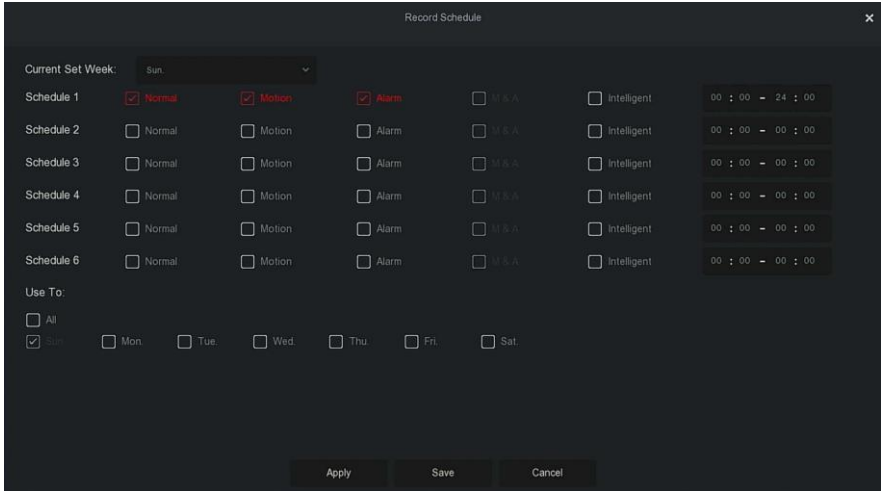 Record Schedule
Current Set Week: Sun.
Schedule 1 Normal Motion Alarm M & A Intelligent 00 : 00 - 24 : 00
Schedule 2 Normal Motion Alarm M & A Intelligent 00 : 00 - 00 : 00
Schedule 3 Normal Motion Alarm M & A Intelligent 00 : 00 - 00 : 00
Schedule 4 Normal Motion Alarm M & A Intelligent 00 : 00 - 00 : 00
Schedule 5 Normal Motion Alarm M & A Intelligent 00 : 00 - 00 : 00
Schedule 6 Normal Motion Alarm M & A Intelligent 00 : 00 - 00 : 00
Use To:
All
Sun. Mon. Tue. Wed. Thu. Fri. Sat.
Apply Save Cancel